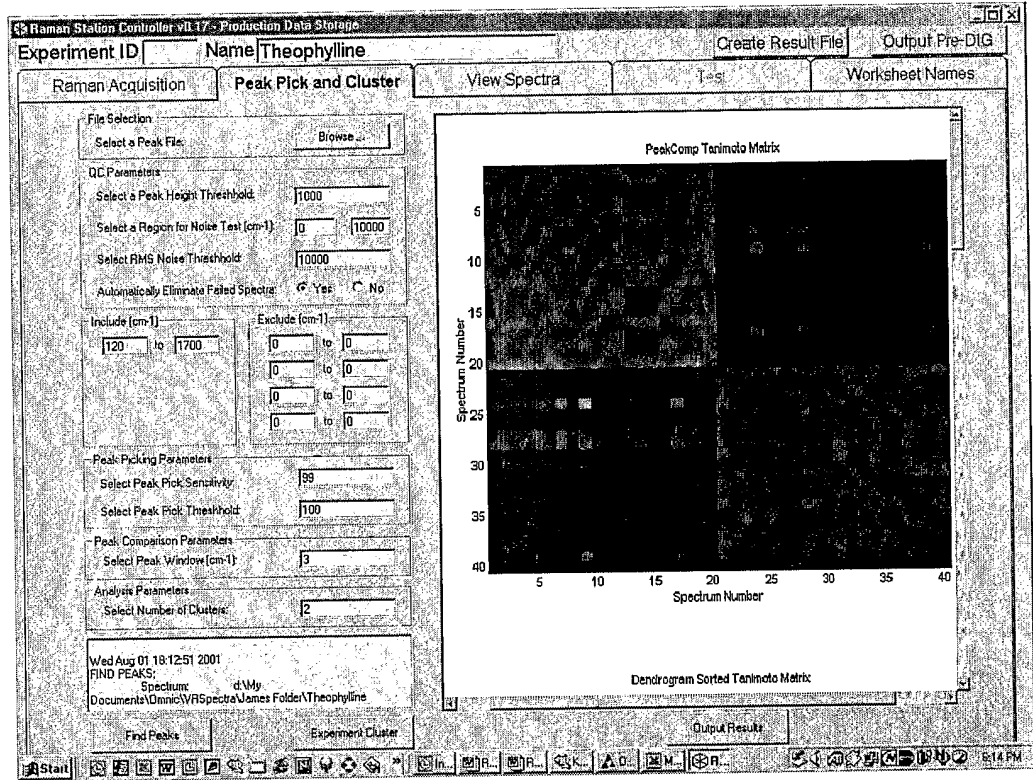 Raman Station Controller v0.17 - Production Data Storage
Experiment ID Name Theophylline Create Result File Output Pre-DIG
Raman Acquisition Peak Pick and Cluster View Spectra Test Worksheet Names
File Selection
Select a Peak File: Browse...
QC Parameters
Select a Peak Height Threshhold: 1000
Select a Region for Noise Test (cm-1): 0 - 10000
Select RMS Noise Threshhold: 10000
Automatically Eliminate Failed Spectra: Yes No
Include (cm-1)
120 to 1700
Exclude (cm-1)
0 to 0
0 to 0
0 to 0
0 to 0
Peak Picking Parameters
Select Peak Pick Sensitivity: 99
Select Peak Pick Threshhold: 100
Peak Comparison Parameters
Select Peak Window (cm-1): 3
Analysis Parameters
Select Number of Clusters: 2
Wed Aug 01 18:12:51 2001
FIND PEAKS:
Spectrum: d:\My
Documents\Omnic\VRSpectra\James Folder\Theophylline
Find Peaks Experiment Cluster
PeakComp Tanimoto Matrix
Spectrum Number
5
10
15
20
25
30
35
40
5 10 15 20 25 30 35 40
Spectrum Number
Dendrogram Sorted Tanimoto Matrix
Output Results
Start In... R... R... K... O... M... R... 6:14 PM